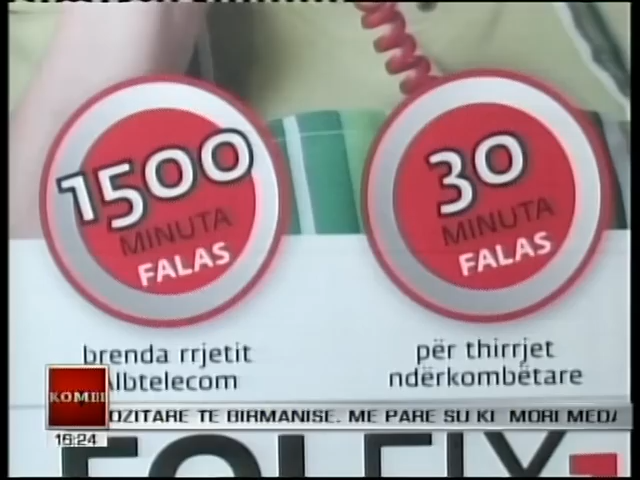 1500
MINUTA
FALAS
30
MINUTA
FALAS
brenda rrjetit
lbtelecom
për thirrjet
ndërkombëtare
KOMBI
OZITARE TE BIRMANISE. ME PARE SU KI MORI MEDA
16:24